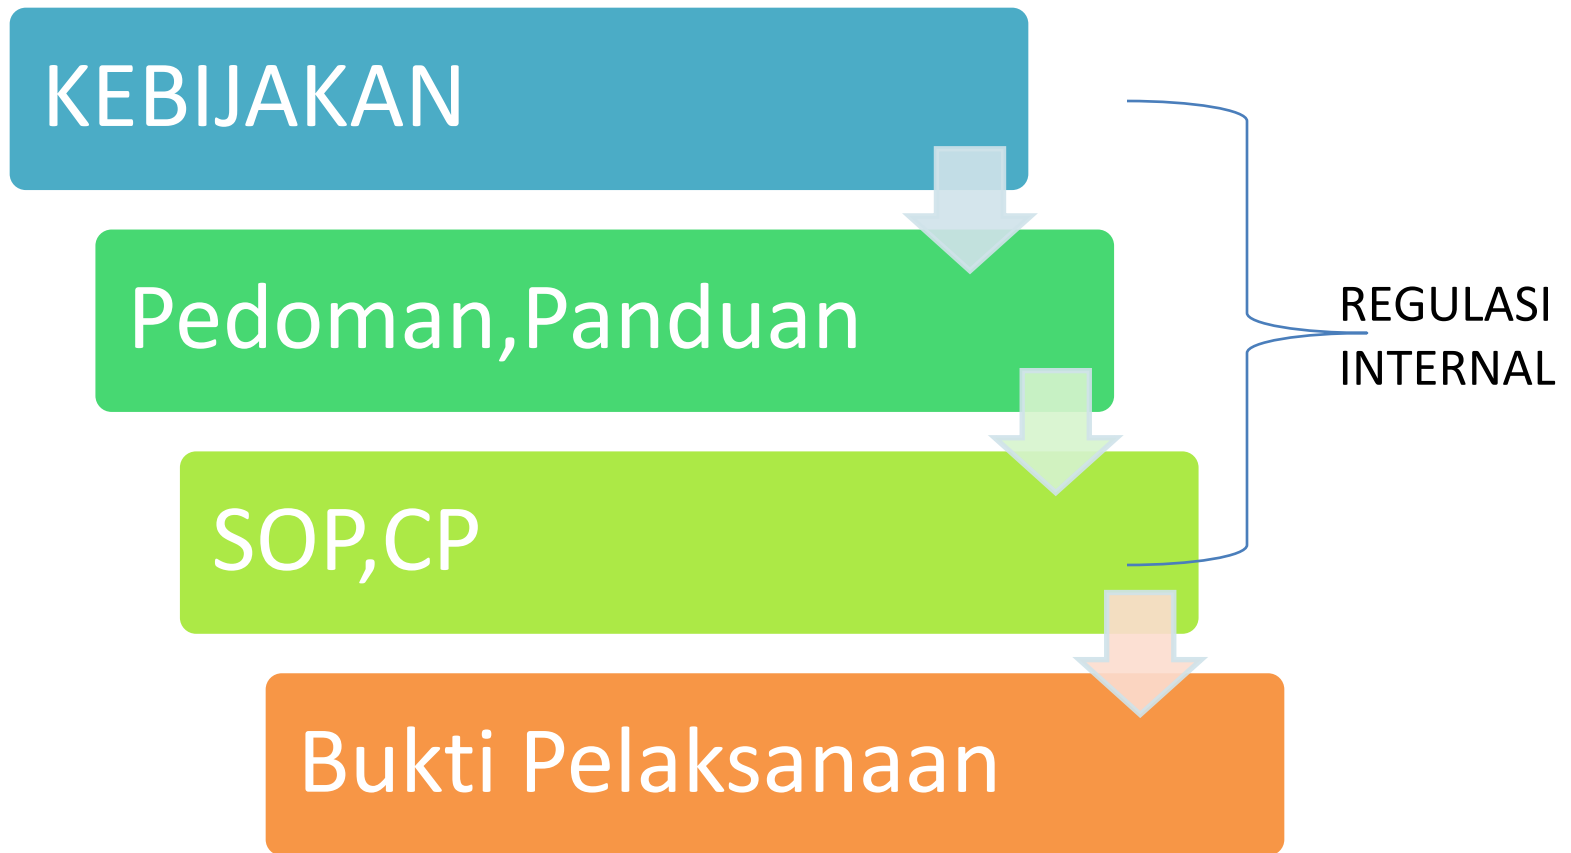 KEBIJAKAN
Pedoman,Panduan
SOP,CP
Bukti Pelaksanaan
REGULASI
INTERNAL